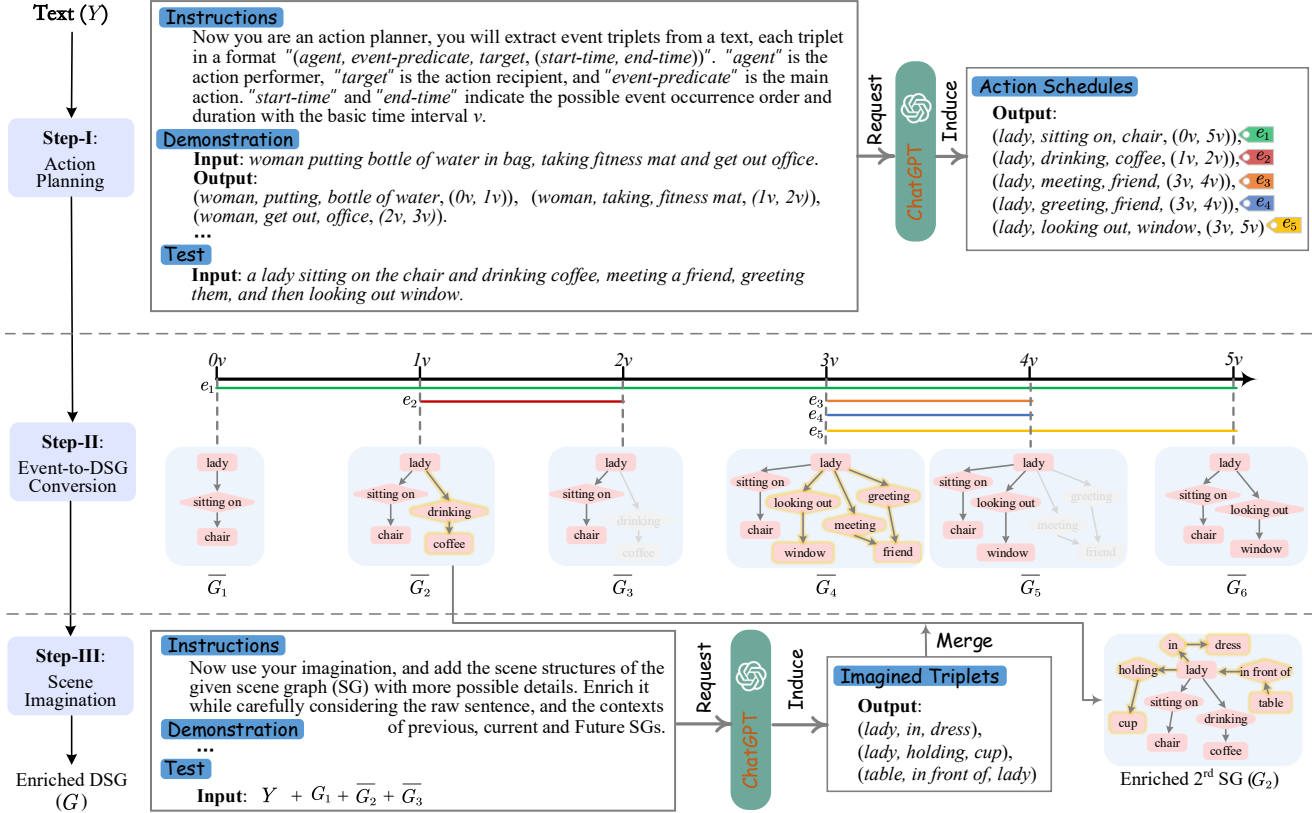 Text (Y)
Step-I:
Action
Planning
Instructions
Now you are an action planner, you will extract event triplets from a text, each triplet
in a format "(agent, event-predicate, target, (start-time, end-time))". "agent" is the
action performer, "target" is the action recipient, and "event-predicate" is the main
action. "start-time" and "end-time" indicate the possible event occurrence order and
duration with the basic time interval v.
Demonstration
Input: woman putting bottle of water in bag, taking fitness mat and get out office.
Output:
(woman, putting, bottle of water, (0v, 1v)), (woman, taking, fitness mat, (1v, 2v)),
(woman, get out, office, (2v, 3v)).
...
Test
Input: a lady sitting on the chair and drinking coffee, meeting a friend, greeting
them, and then looking out window.
Request
ChatGPT
Induce
Action Schedules
Output:
(lady, sitting on, chair, (0v, 5v)), e1
(lady, drinking, coffee, (1v, 2v)), e2
(lady, meeting, friend, (3v, 4v)), e3
(lady, greeting, friend, (3v, 4v)), e4
(lady, looking out, window, (3v, 5v) e5
Step-II:
Event-to-DSG
Conversion
0v 1v 2v 3v 4v 5v
e1
e2
e3
e4
e5
lady
sitting on
chair
G̅1
lady
sitting on
drinking
chair
coffee
G̅2
lady
sitting on
drinking
chair
coffee
G̅3
lady
sitting on
greeting
looking out
meeting
chair
window
friend
G̅4
lady
sitting on
greeting
looking out
meeting
chair
window
friend
G̅5
lady
sitting on
looking out
chair
window
G̅6
Step-III:
Scene
Imagination
Enriched DSG
(G)
Instructions
Now use your imagination, and add the scene structures of the
given scene graph (SG) with more possible details. Enrich it
while carefully considering the raw sentence, and the contexts
of previous, current and Future SGs.
Demonstration
...
Test
Input: Y + G1 + G̅2 + G̅3
Request
ChatGPT
Induce
Merge
Imagined Triplets
Output:
(lady, in, dress),
(lady, holding, cup),
(table, in front of, lady)
in
dress
holding
lady
in front of
sitting on
table
cup
drinking
chair
coffee
Enriched 2rd SG (G2)